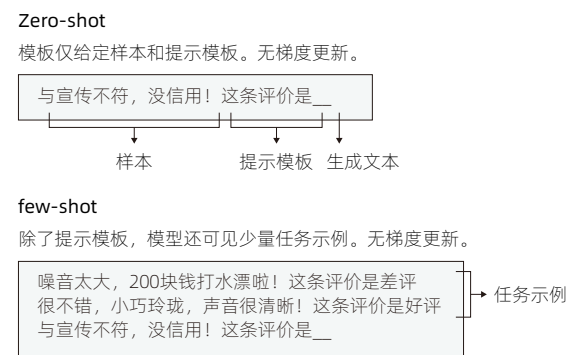 Zero-shot
模板仅给定样本和提示模板。无梯度更新。
与宣传不符，没信用！这条评价是__
样本
提示模板
生成文本
few-shot
除了提示模板，模型还可见少量任务示例。无梯度更新。
噪音太大，200块钱打水漂啦！这条评价是差评
很不错，小巧玲珑，声音很清晰！这条评价是好评
任务示例
与宣传不符，没信用！这条评价是__